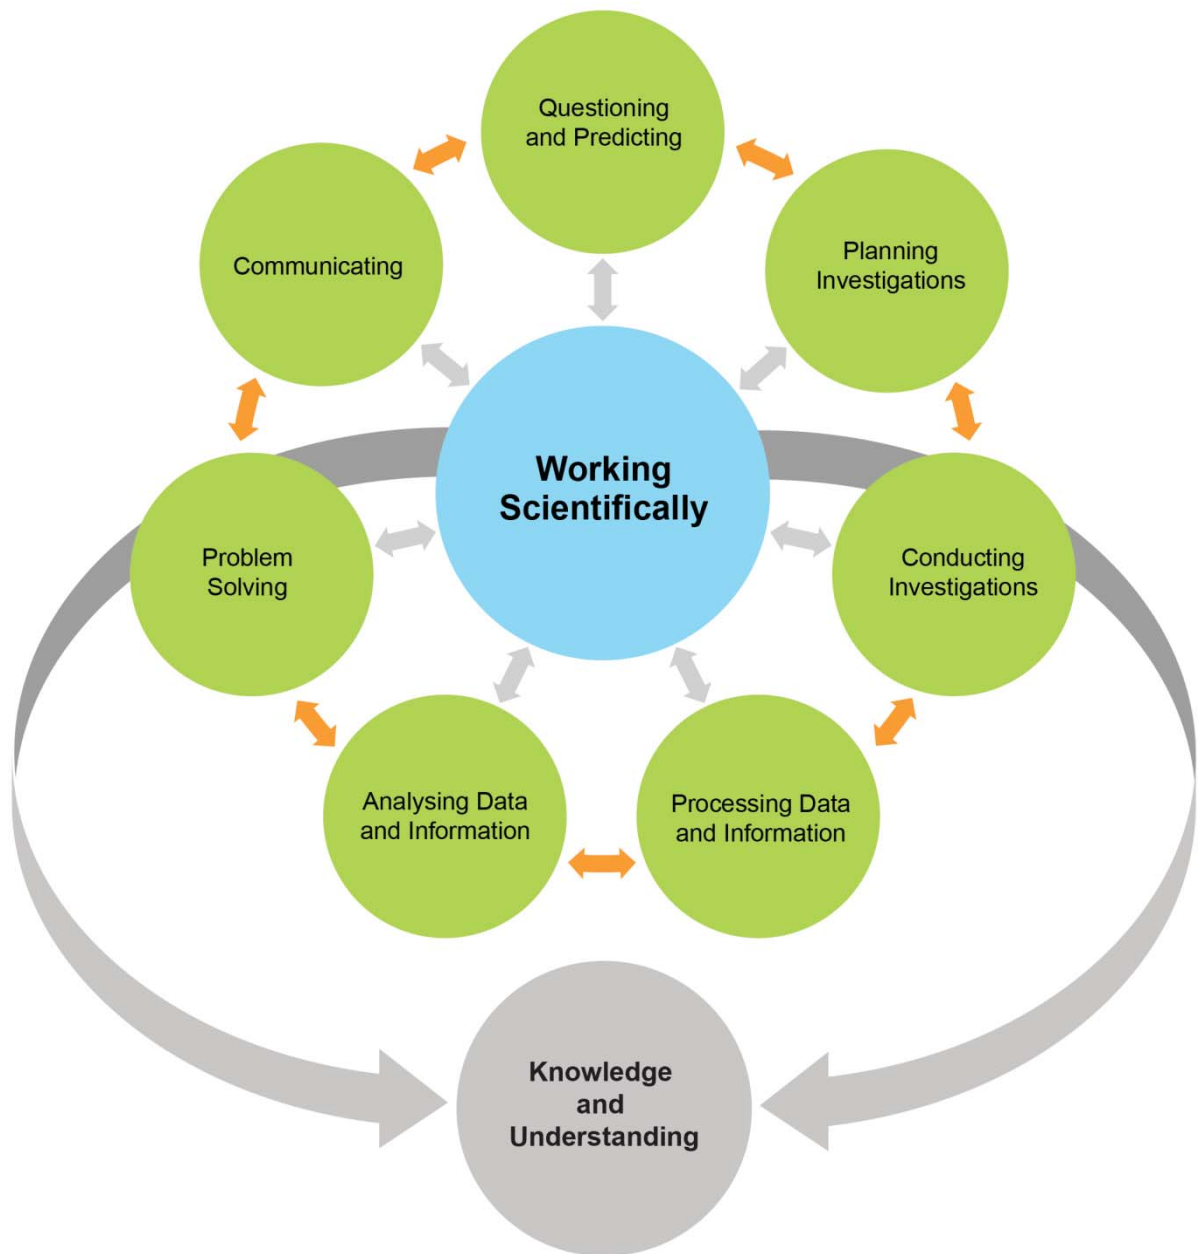 Questioning
and Predicting
Planning
Investigations
Communicating
Working
Scientifically
Problem
Solving
Conducting
Investigations
Analysing Data
and Information
Processing Data
and Information
Knowledge
and
Understanding